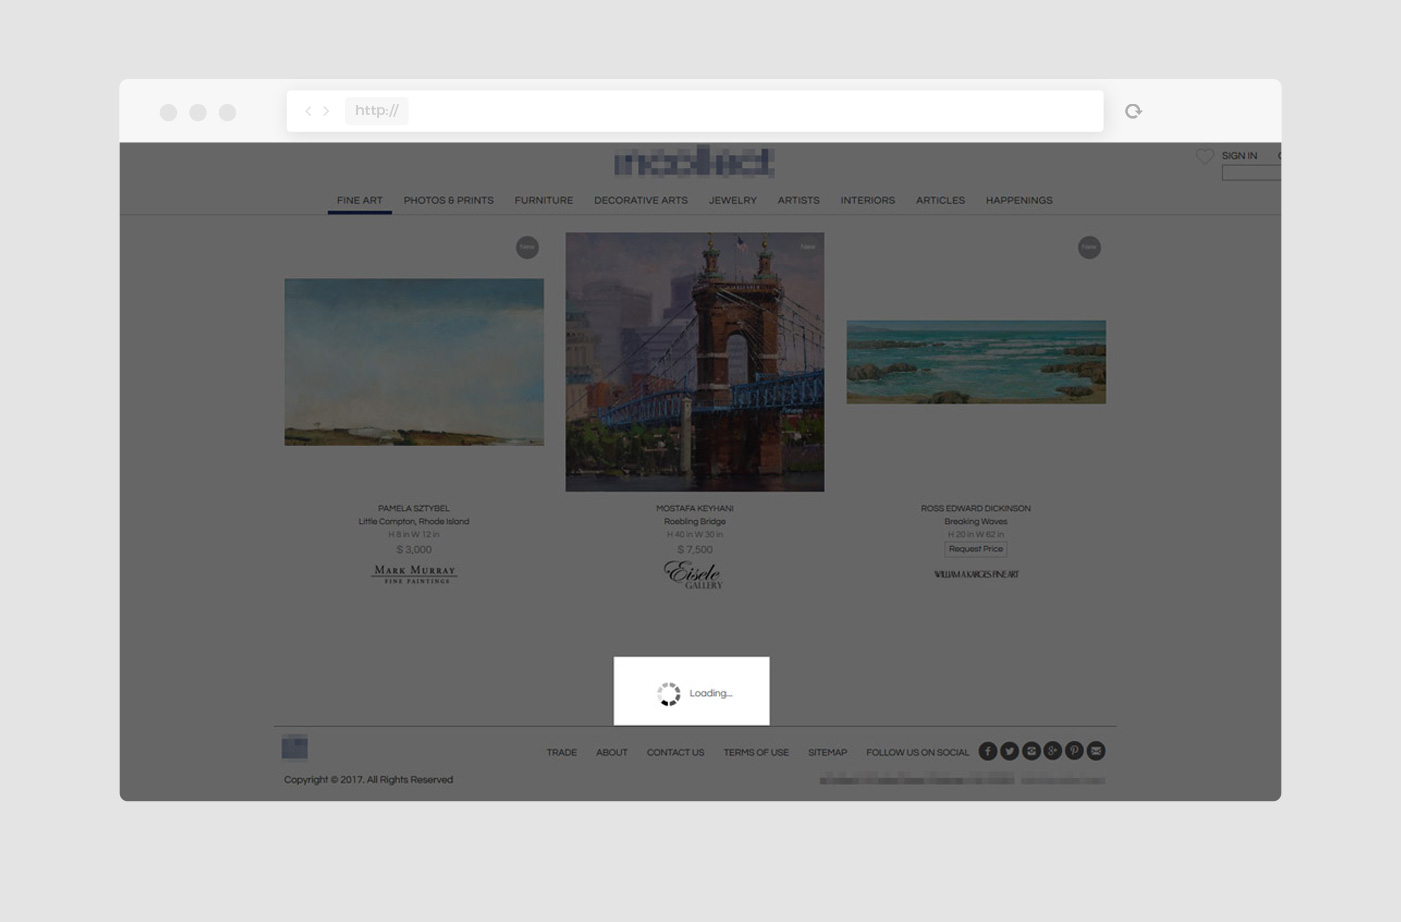 http://
incollect
SIGN IN
FINE ART PHOTOS & PRINTS FURNITURE DECORATIVE ARTS JEWELRY ARTISTS INTERIORS ARTICLES HAPPENINGS
New New New
PAMELA SZTYBEL
Little Compton, Rhode Island
H 8 in W 12 in
$ 3,000
MARK MURRAY
FINE PAINTINGS
MOSTAFA KEYHANI
Roebling Bridge
H 40 in W 30 in
$ 7,500
Eisele
GALLERY
ROSS EDWARD DICKINSON
Breaking Waves
H 20 in W 62 in
Request Price
WILLIAM A. KARGES FINE ART
Loading...
TRADE ABOUT CONTACT US TERMS OF USE SITEMAP FOLLOW US ON SOCIAL
Copyright © 2017. All Rights Reserved